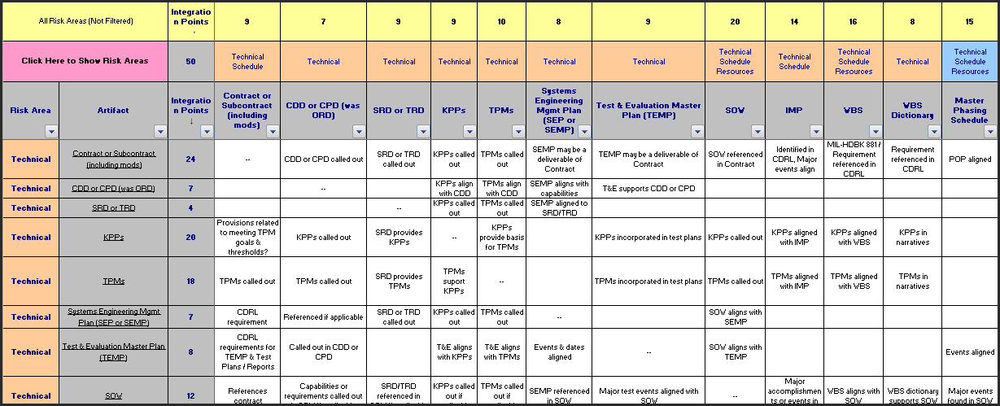 All Risk Areas (Not Filtered)
Integratio
n Points
9
7
9
9
10
8
9
20
14
16
8
15
Click Here to Show Risk Areas
50
Technical
Schedule
Technical
Technical
Technical
Technical
Technical
Technical
Technical
Schedule
Resources
Technical
Schedule
Technical
Schedule
Resources
Technical
Technical
Schedule
Resources
Risk Area
Artifact
Integratio
n Points
↓
Contract or
Subcontract
(including
mods)
CDD or CPD (was
ORD)
SRD or TRD
KPPs
TPMs
Systems
Engineering
Mgmt Plan
(SEP or
SEMP)
Test & Evaluation Master
Plan (TEMP)
SOW
IMP
WBS
WBS
Dictionary
Master
Phasing
Schedule
Technical
Contract or Subcontract
(including mods)
24
--
CDD or CPD called out
SRD or TRD
called out
KPPs called
out
TPMs called
out
SEMP may be a
deliverable of
Contract
TEMP may be a deliverable of
Contract
SOW referenced
in Contract
Identified in
CDRL, Major
events align
MIL-HDBK 881 /
Requirement
referenced in
CDRL
Requirement
referenced in
CDRL
POP aligned
Technical
CDD or CPD (was ORD)
7
--
KPPs align
with CDD
TPMs align
with CDD
SEMP aligns with
capabilities
T&E supports CDD or CPD
Technical
SRD or TRD
4
--
KPPs called
out
TPMs called
out
SEMP aligned to
SRD/TRD
Technical
KPPs
20
Provisions related
to meeting TPM
goals &
thresholds?
KPPs called out
SRD provides
KPPs
--
KPPs
provide basis
for TPMs
KPPs incorporated in test plans
KPPs called out
KPPs aligned
with IMP
KPPs aligned
with WBS
KPPs in
narratives
Technical
TPMs
18
TPMs called out
TPMs called out
SRD provides
TPMs
TPMs
suport
KPPs
--
TPMs incorporated in test plans
TPMs called out
TPMs aligned
with IMP
TPMs aligned
with WBS
TPMs in
narratives
Technical
Systems Engineering Mgmt
Plan (SEP or SEMP)
7
CDRL
requirement
Referenced if applicable
SRD or TRD
called out
KPPs called
out
TPMs called
out
--
SOW aligns with
SEMP
Technical
Test & Evaluation Master Plan
(TEMP)
8
CDRL
requirements for
TEMP & Test
Plans / Reports
Called out in CDD or
CPD
T&E aligns
with KPPs
T&E aligns
with TPMs
Events & dates
aligned
--
SOW aligns with
TEMP
Events aligned
Technical
SOW
12
References
contract
Capabilities or
requirements called out
SRD/TRD
referenced in
KPPs called
out if
TPMs called
out if
SEMP referenced
in SOW
Major test events aligned with SOW
--
Major
accomplishmen
ts or events in
WBS aligns with
SOW
WBS dictionary
supports SOW
Major events
found in SOW